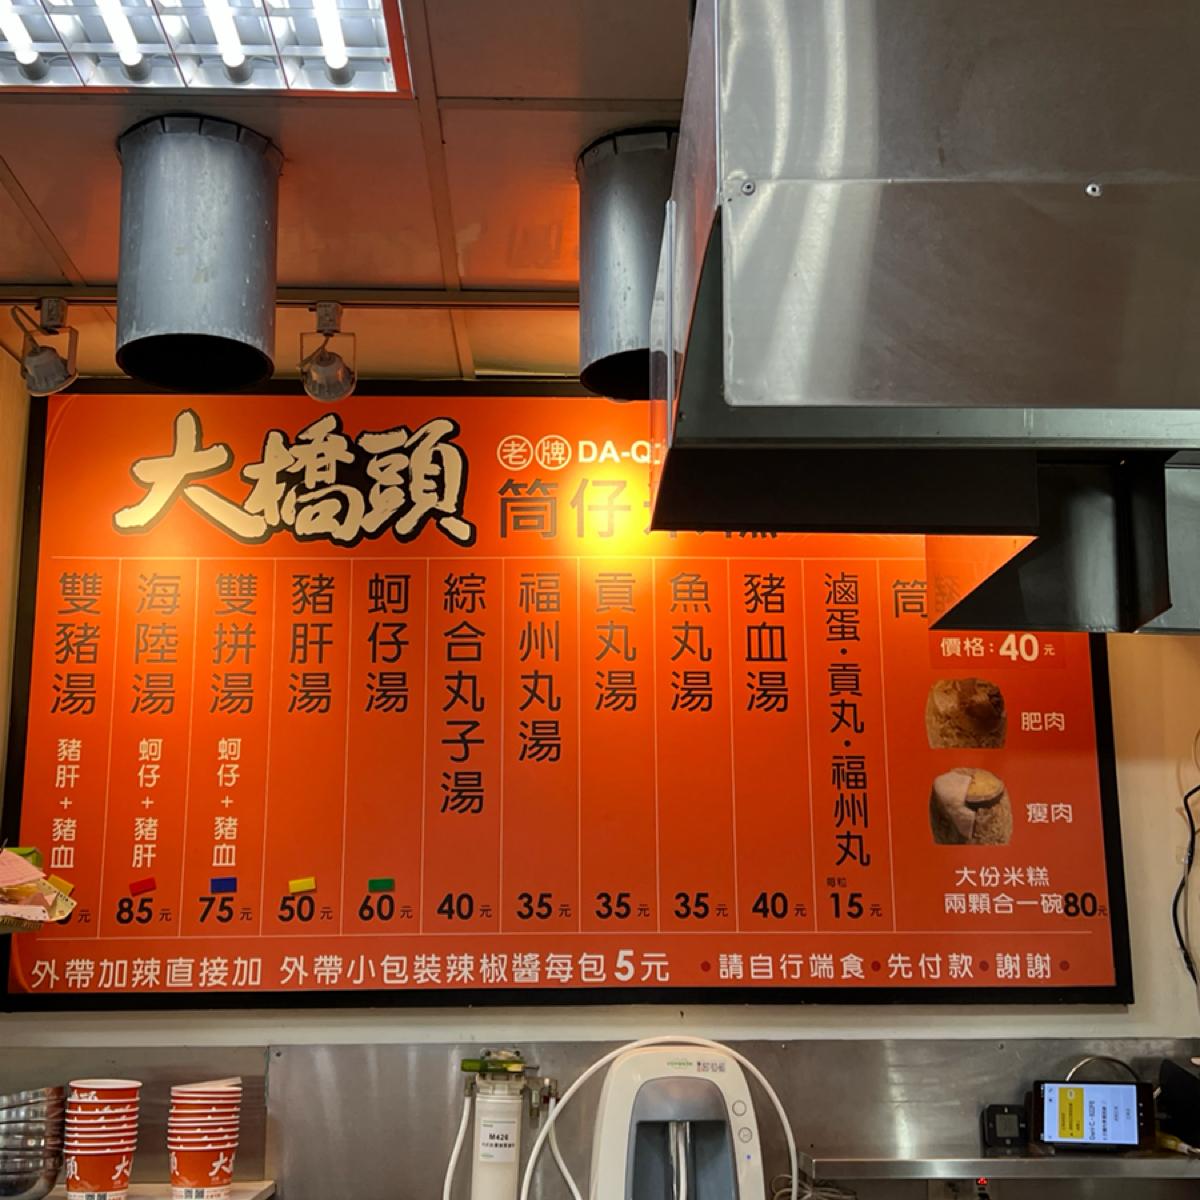 大橋頭
老牌 DA-Q
筒仔米糕
雙豬湯 豬肝+豬血
海陸湯 蚵仔+豬肝 85元
雙拼湯 蚵仔+豬血 75元
豬肝湯 50元
蚵仔湯 60元
綜合丸子湯 40元
福州丸湯 35元
貢丸湯 35元
魚丸湯 35元
豬血湯 40元
滷蛋·貢丸·福州丸 每粒 15元
筒
價格:40元
肥肉
瘦肉
大份米糕
兩顆合一碗80元
外帶加辣直接加 外帶小包裝辣椒醬每包5元 •請自行端食•先付款•謝謝•
M426
大